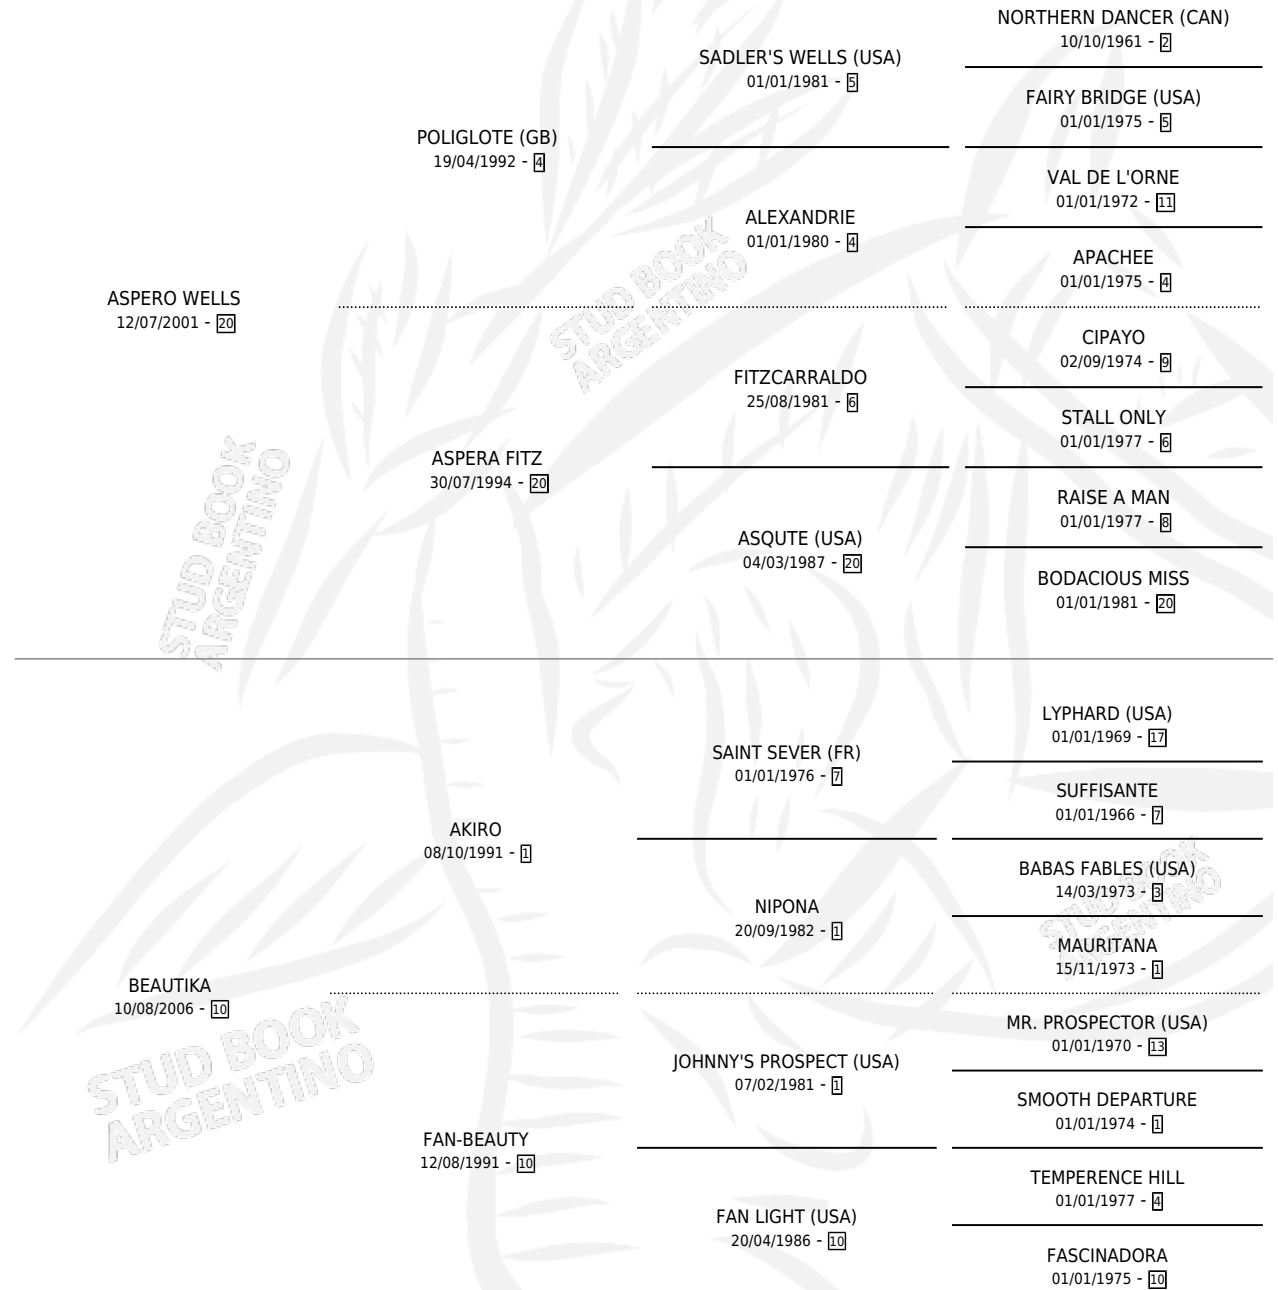 NORTHERN DANCER (CAN)
10/10/1961 - 2
SADLER'S WELLS (USA)
01/01/1981 - 5
FAIRY BRIDGE (USA)
01/01/1975 - 5
POLIGLOTE (GB)
19/04/1992 - 4
VAL DE L'ORNE
01/01/1972 - 11
ALEXANDRIE
01/01/1980 - 4
APACHEE
01/01/1975 - 4
ASPERO WELLS
12/07/2001 - 20
STUD BOOK
ARGENTINO
CIPAYO
02/09/1974 - 9
FITZCARRALDO
25/08/1981 - 6
STALL ONLY
01/01/1977 - 6
ASPERA FITZ
30/07/1994 - 20
RAISE A MAN
01/01/1977 - 8
ASQUTE (USA)
04/03/1987 - 20
BODACIOUS MISS
01/01/1981 - 20
STUD BOOK
ARGENTINO
LYPHARD (USA)
01/01/1969 - 17
SAINT SEVER (FR)
01/01/1976 - 7
SUFFISANTE
01/01/1966 - 7
AKIRO
08/10/1991 - 1
BABAS FABLES (USA)
14/03/1973 - 3
NIPONA
20/09/1982 - 1
MAURITANA
15/11/1973 - 1
STUD BOOK
ARGENTINO
BEAUTIKA
10/08/2006 - 10
STUD BOOK
ARGENTINO
MR. PROSPECTOR (USA)
01/01/1970 - 13
JOHNNY'S PROSPECT (USA)
07/02/1981 - 1
SMOOTH DEPARTURE
01/01/1974 - 1
FAN-BEAUTY
12/08/1991 - 10
TEMPERENCE HILL
01/01/1977 - 4
FAN LIGHT (USA)
20/04/1986 - 10
FASCINADORA
01/01/1975 - 10